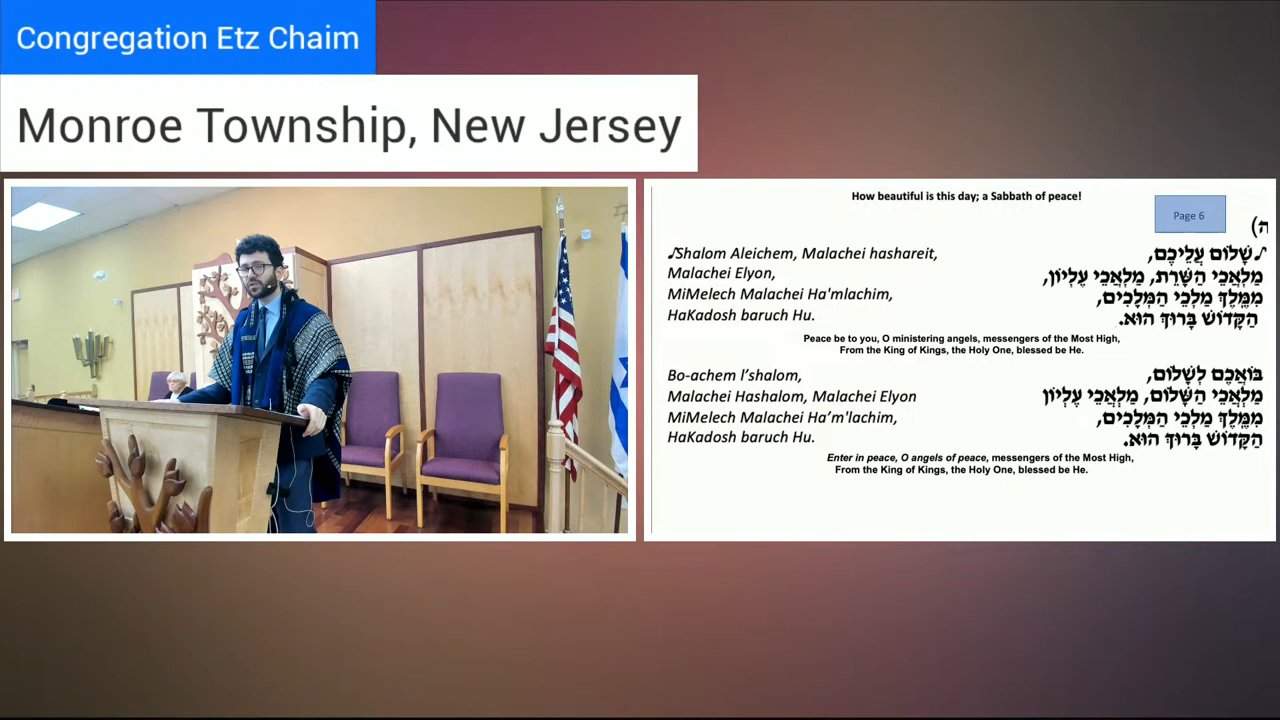 Congregation Etz Chaim
Monroe Township, New Jersey
How beautiful is this day; a Sabbath of peace!
Page 6
ה)
♪Shalom Aleichem, Malachei hashareit,
Malachei Elyon,
MiMelech Malachei Ha'mlachim,
HaKadosh baruch Hu.
♪שָׁלוֹם עֲלֵיכֶם,
מַלְאֲכֵי הַשָּׁרֵת, מַלְאֲכֵי עֶלְיוֹן,
מִמֶּלֶךְ מַלְכֵי הַמְּלָכִים,
הַקָּדוֹשׁ בָּרוּךְ הוּא.
Peace be to you, O ministering angels, messengers of the Most High,
From the King of Kings, the Holy One, blessed be He.
Bo-achem l’shalom,
Malachei Hashalom, Malachei Elyon
MiMelech Malachei Ha’m'lachim,
HaKadosh baruch Hu.
בּוֹאֲכֶם לְשָׁלוֹם,
מַלְאֲכֵי הַשָּׁלוֹם, מַלְאֲכֵי עֶלְיוֹן
מִמֶּלֶךְ מַלְכֵי הַמְּלָכִים,
הַקָּדוֹשׁ בָּרוּךְ הוּא.
Enter in peace, O angels of peace, messengers of the Most High,
From the King of Kings, the Holy One, blessed be He.